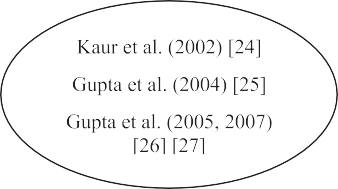 Kaur et al. (2002) [24]
Gupta et al. (2004) [25]
Gupta et al. (2005, 2007)
[26] [27]